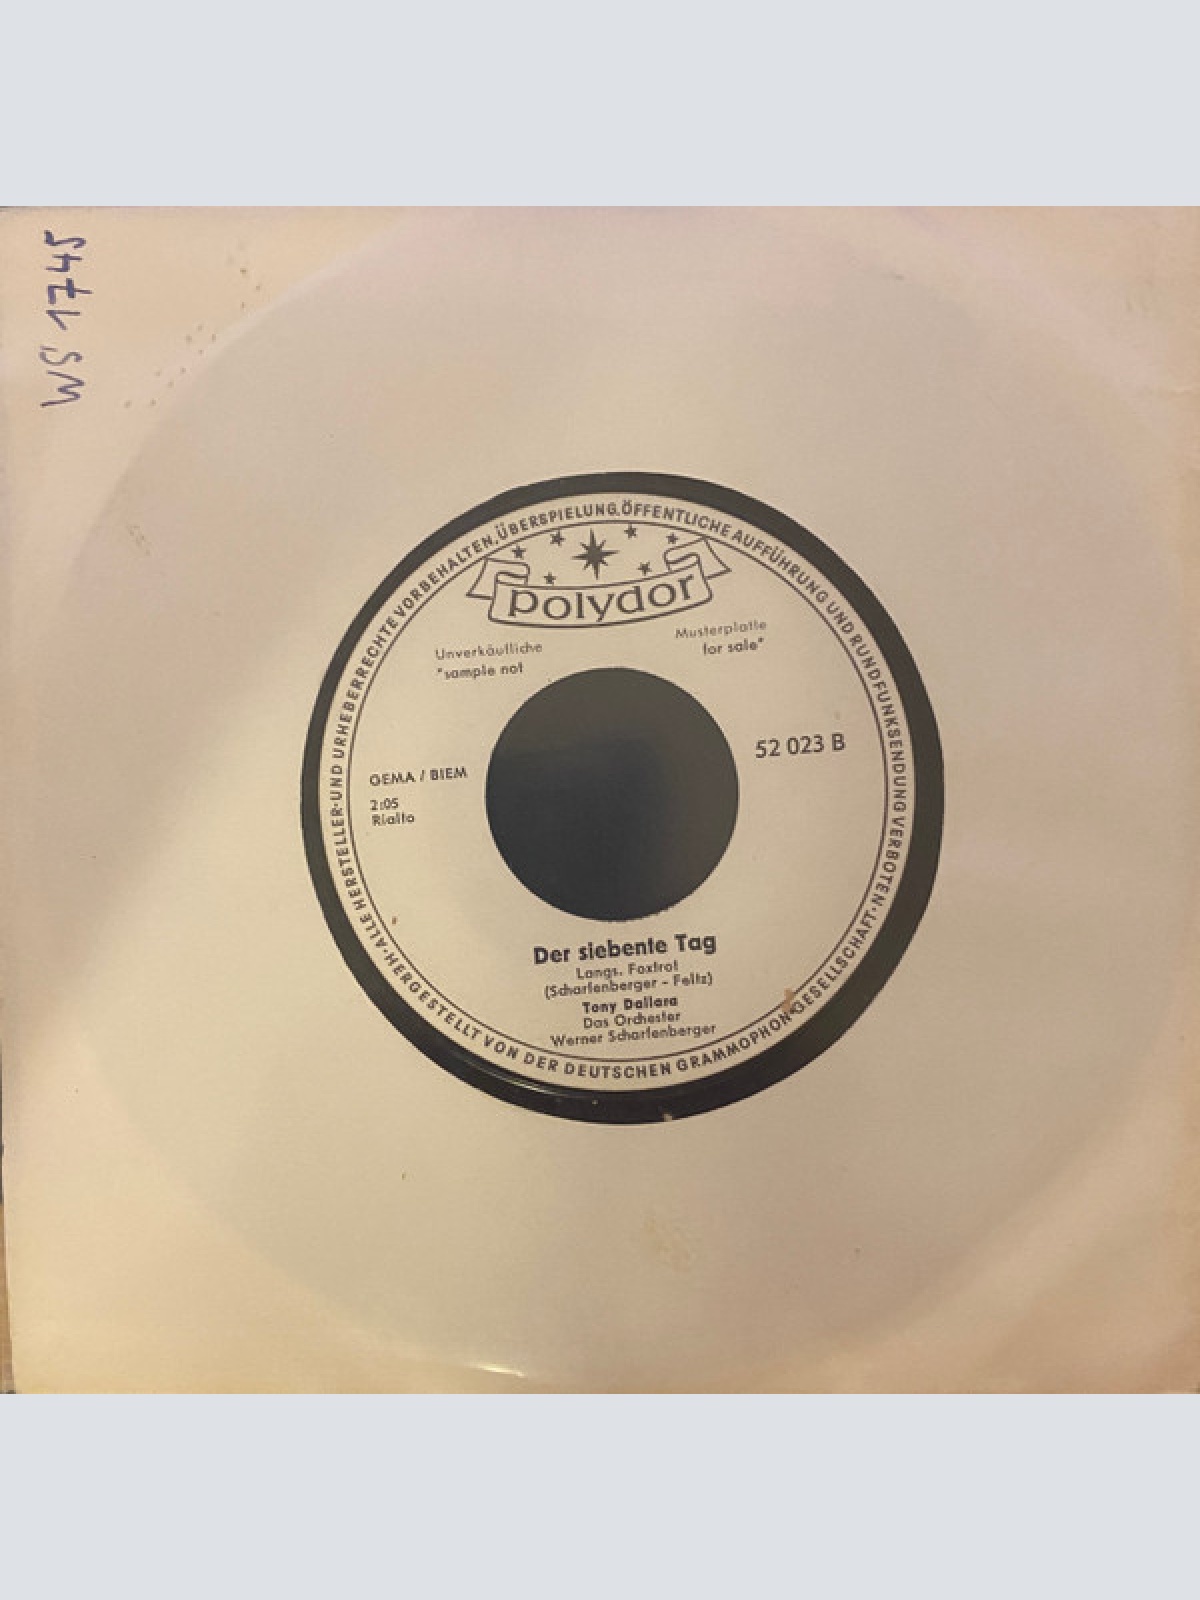 WS 1745
·ALLE HERSTELLER-UND URHEBERRECHTE VORBEHALTEN, ÜBERSPIELUNG, ÖFFENTLICHE AUFFÜHRUNG UND RUNDFUNKSENDUNG VERBOTEN·
polydor
Unverkäufliche Musterplatte
"sample not for sale"
52 023 B
GEMA / BIEM
2:05
Rialto
Der siebente Tag
Langs. Foxtrot
(Scharfenberger - Feltz)
Tony Dallara
Das Orchester
Werner Scharfenberger
HERGESTELLT VON DER DEUTSCHEN GRAMMOPHON-GESELLSCHAFT·